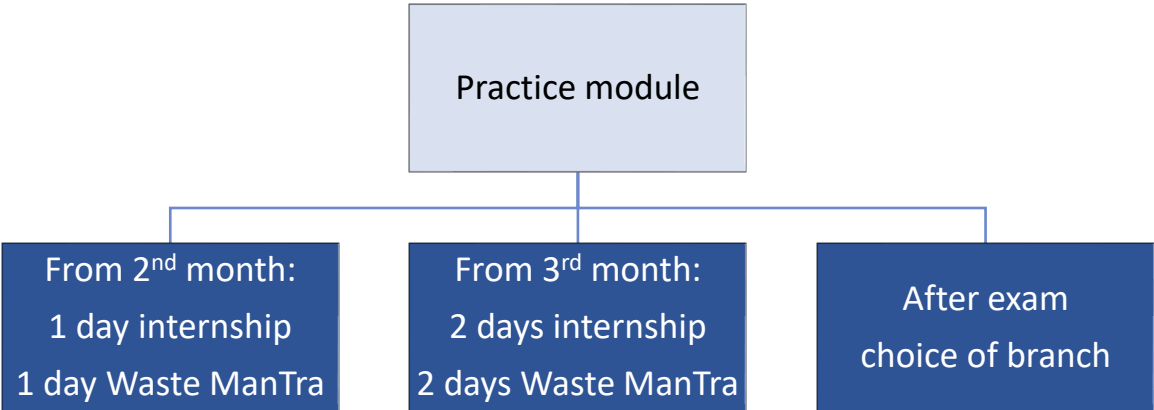 Practice module
From 2nd month:
1 day internship
1 day Waste ManTra
From 3rd month:
2 days internship
2 days Waste ManTra
After exam
choice of branch